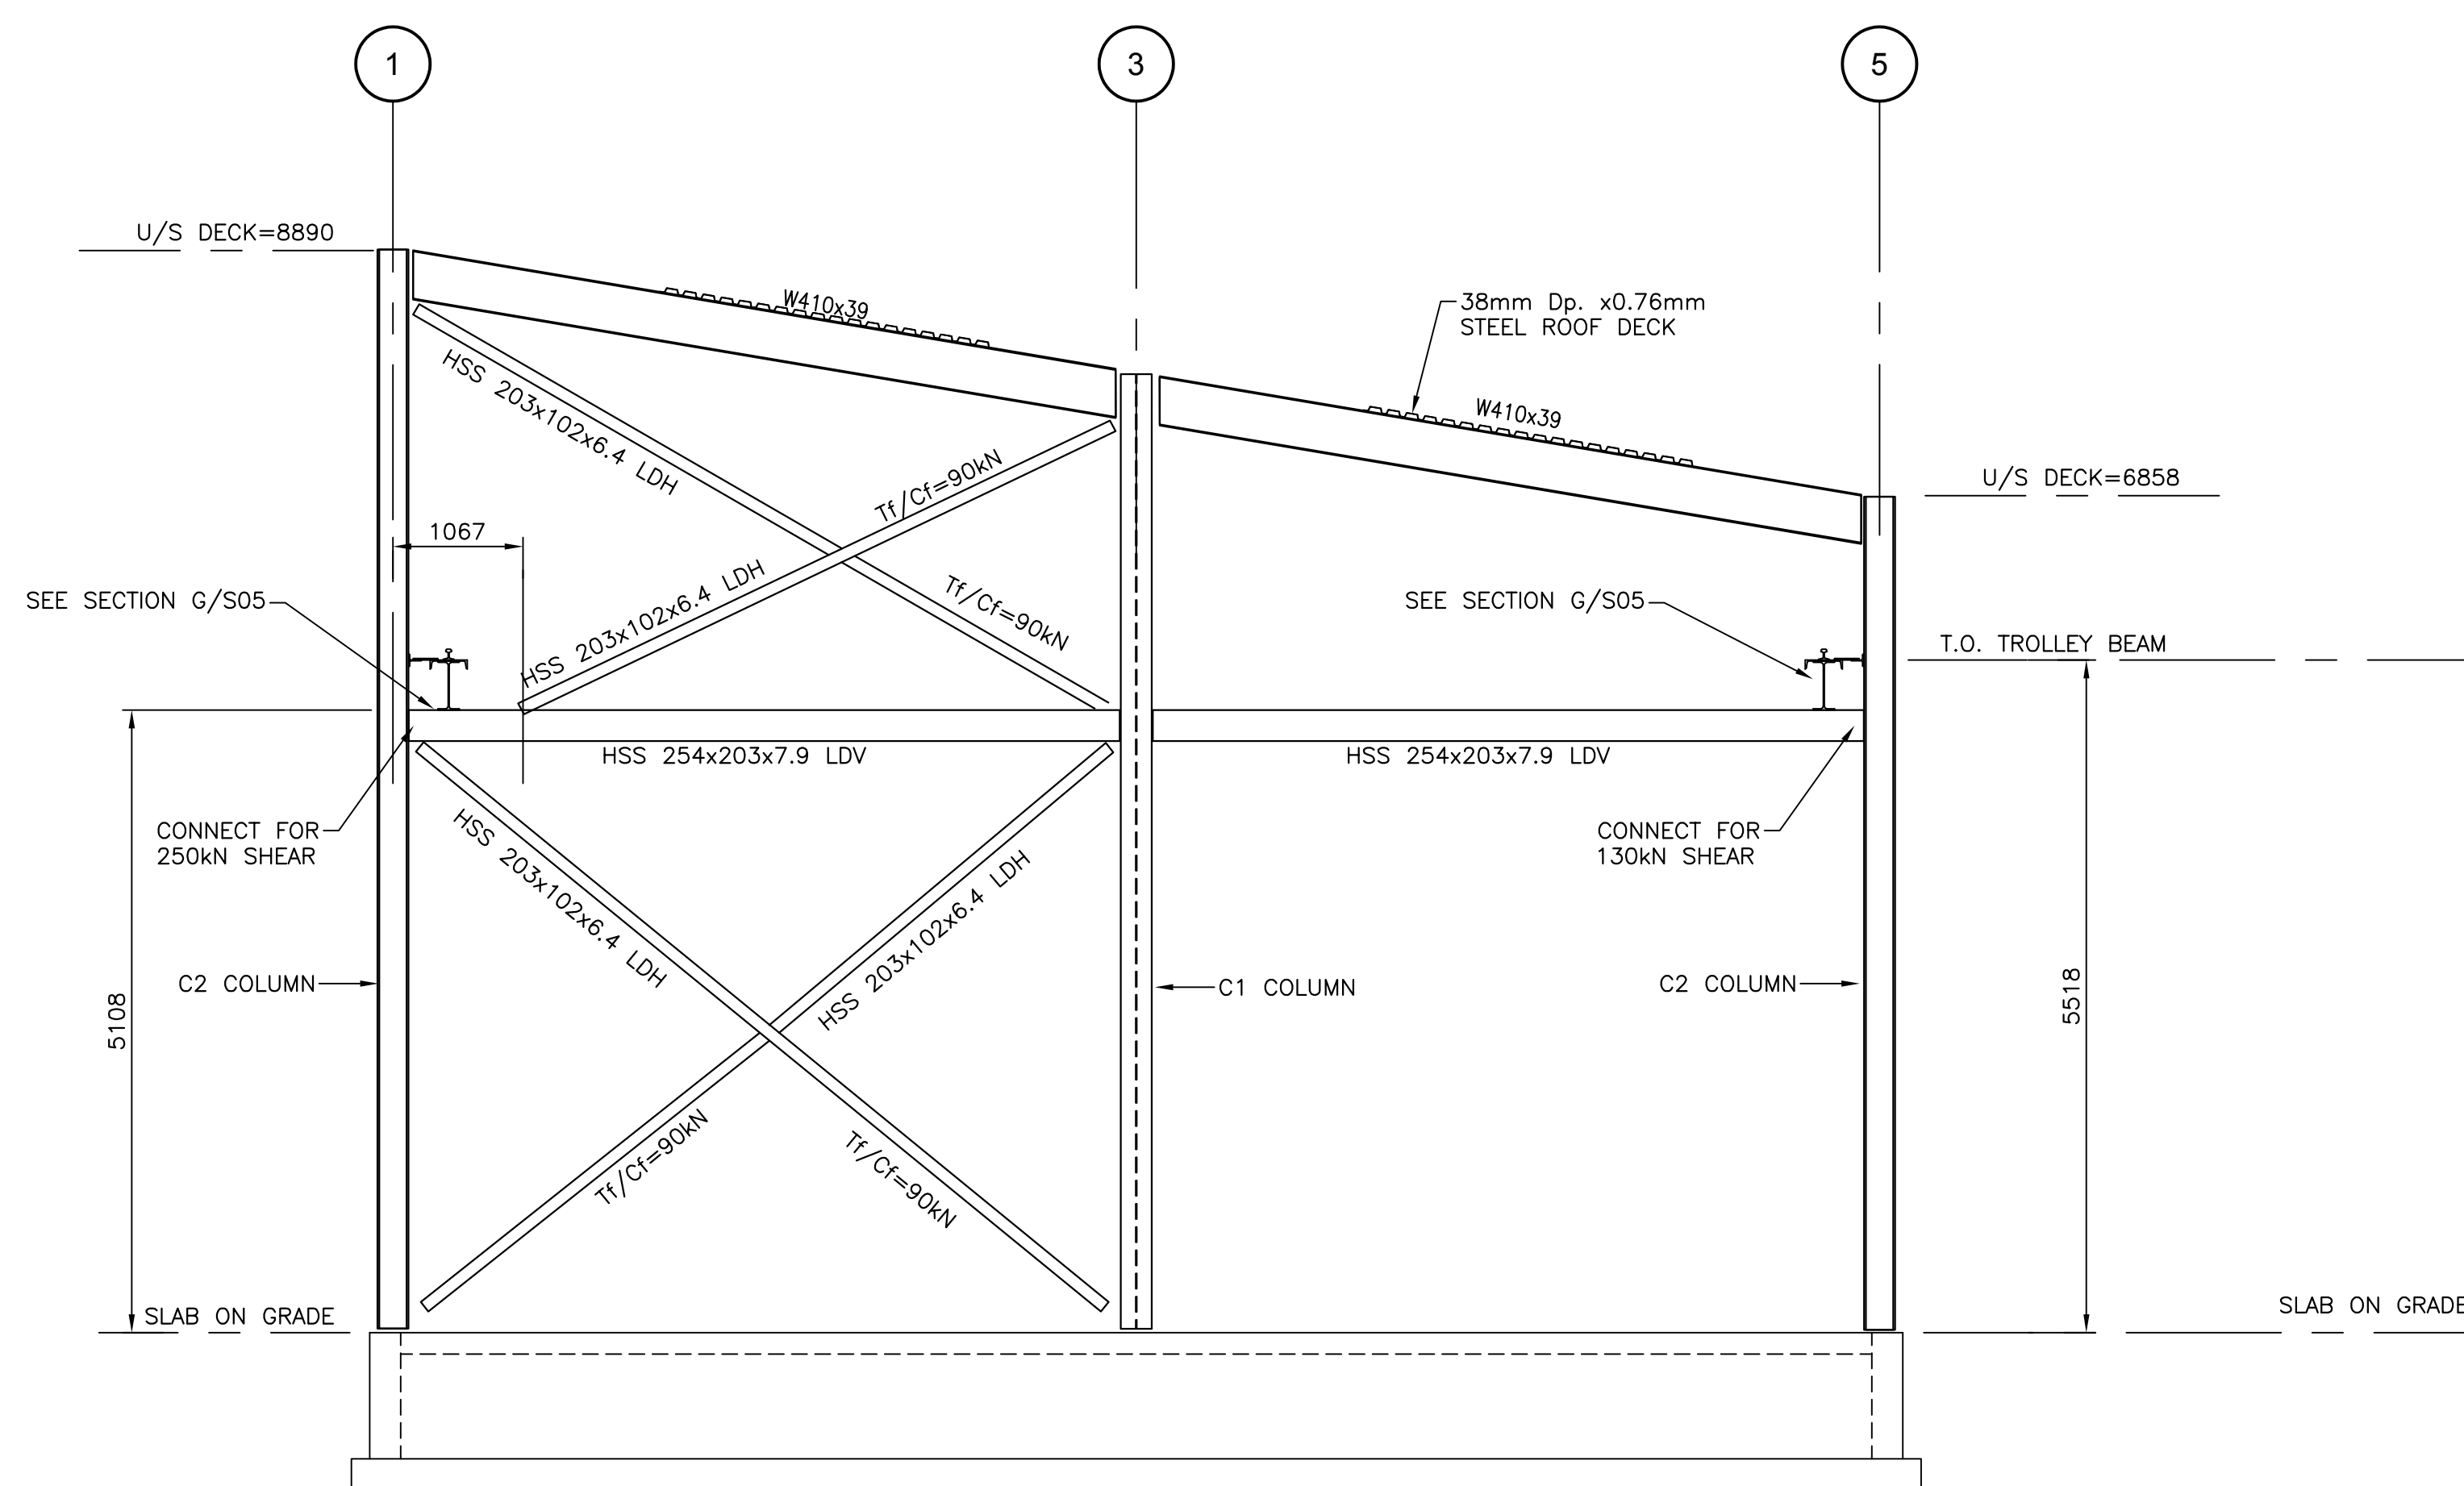 1
3
5
U/S DECK=8890
W410x39
38mm Dp. x0.76mm
STEEL ROOF DECK
HSS 203x102x6.4 LDH
W410x39
Tf/Cf=90kN
U/S DECK=6858
1067
HSS 203x102x6.4 LDH
Tf/Cf=90kN
SEE SECTION G/S05
SEE SECTION G/S05
T.O. TROLLEY BEAM
HSS 254x203x7.9 LDV
HSS 254x203x7.9 LDV
CONNECT FOR
250kN SHEAR
CONNECT FOR
130kN SHEAR
HSS 203x102x6.4 LDH
HSS 203x102x6.4 LDH
C2 COLUMN
C1 COLUMN
C2 COLUMN
5108
5518
Tf/Cf=90kN
Tf/Cf=90kN
SLAB ON GRADE
SLAB ON GRADE